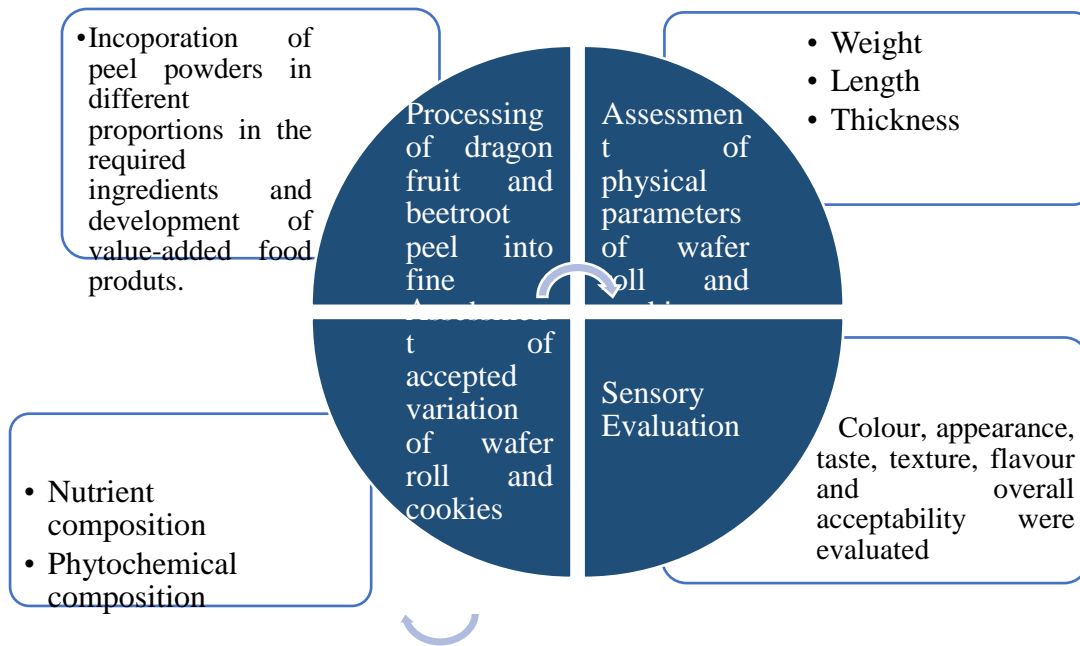 •Incoporation of
peel powders in
different
proportions in the
required
ingredients and
development of
value-added food
produts.
Processing
of dragon
fruit and
beetroot
peel into
fine
Assessmen
t of
physical
parameters
of wafer
roll and
• Weight
• Length
• Thickness
Assessmen
t of
accepted
variation
of wafer
roll and
cookies
• Nutrient
composition
• Phytochemical
composition
Sensory
Evaluation
Colour, appearance,
taste, texture, flavour
and overall
acceptability were
evaluated